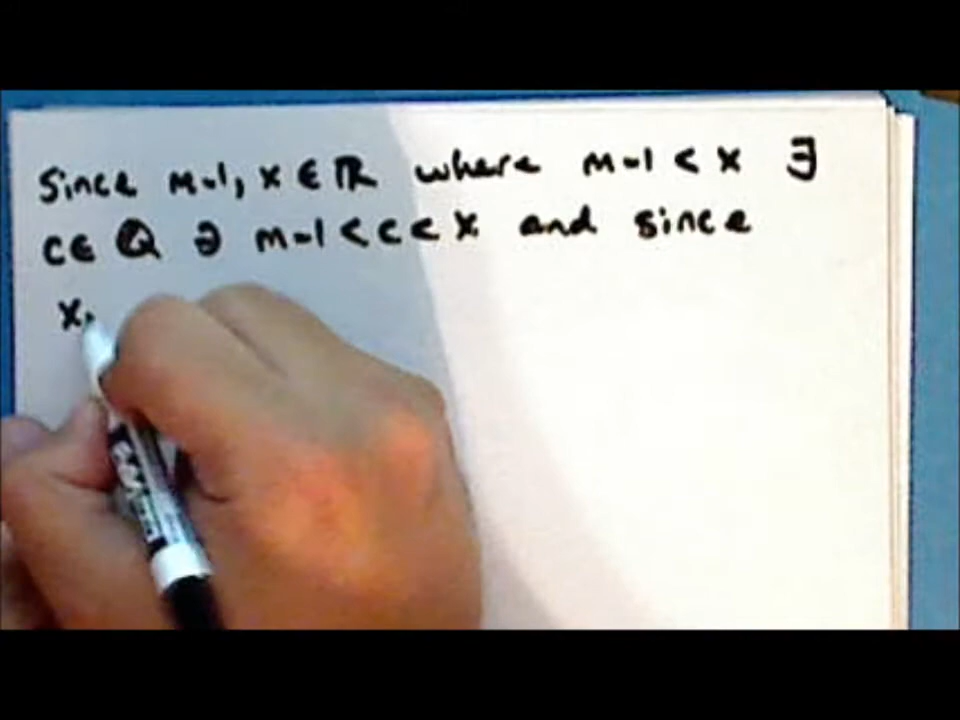 Since m-1, x ∈ ℝ where m-1 < x ∃
c ∈ ℚ ∋ m-1 < c < x and since
x,